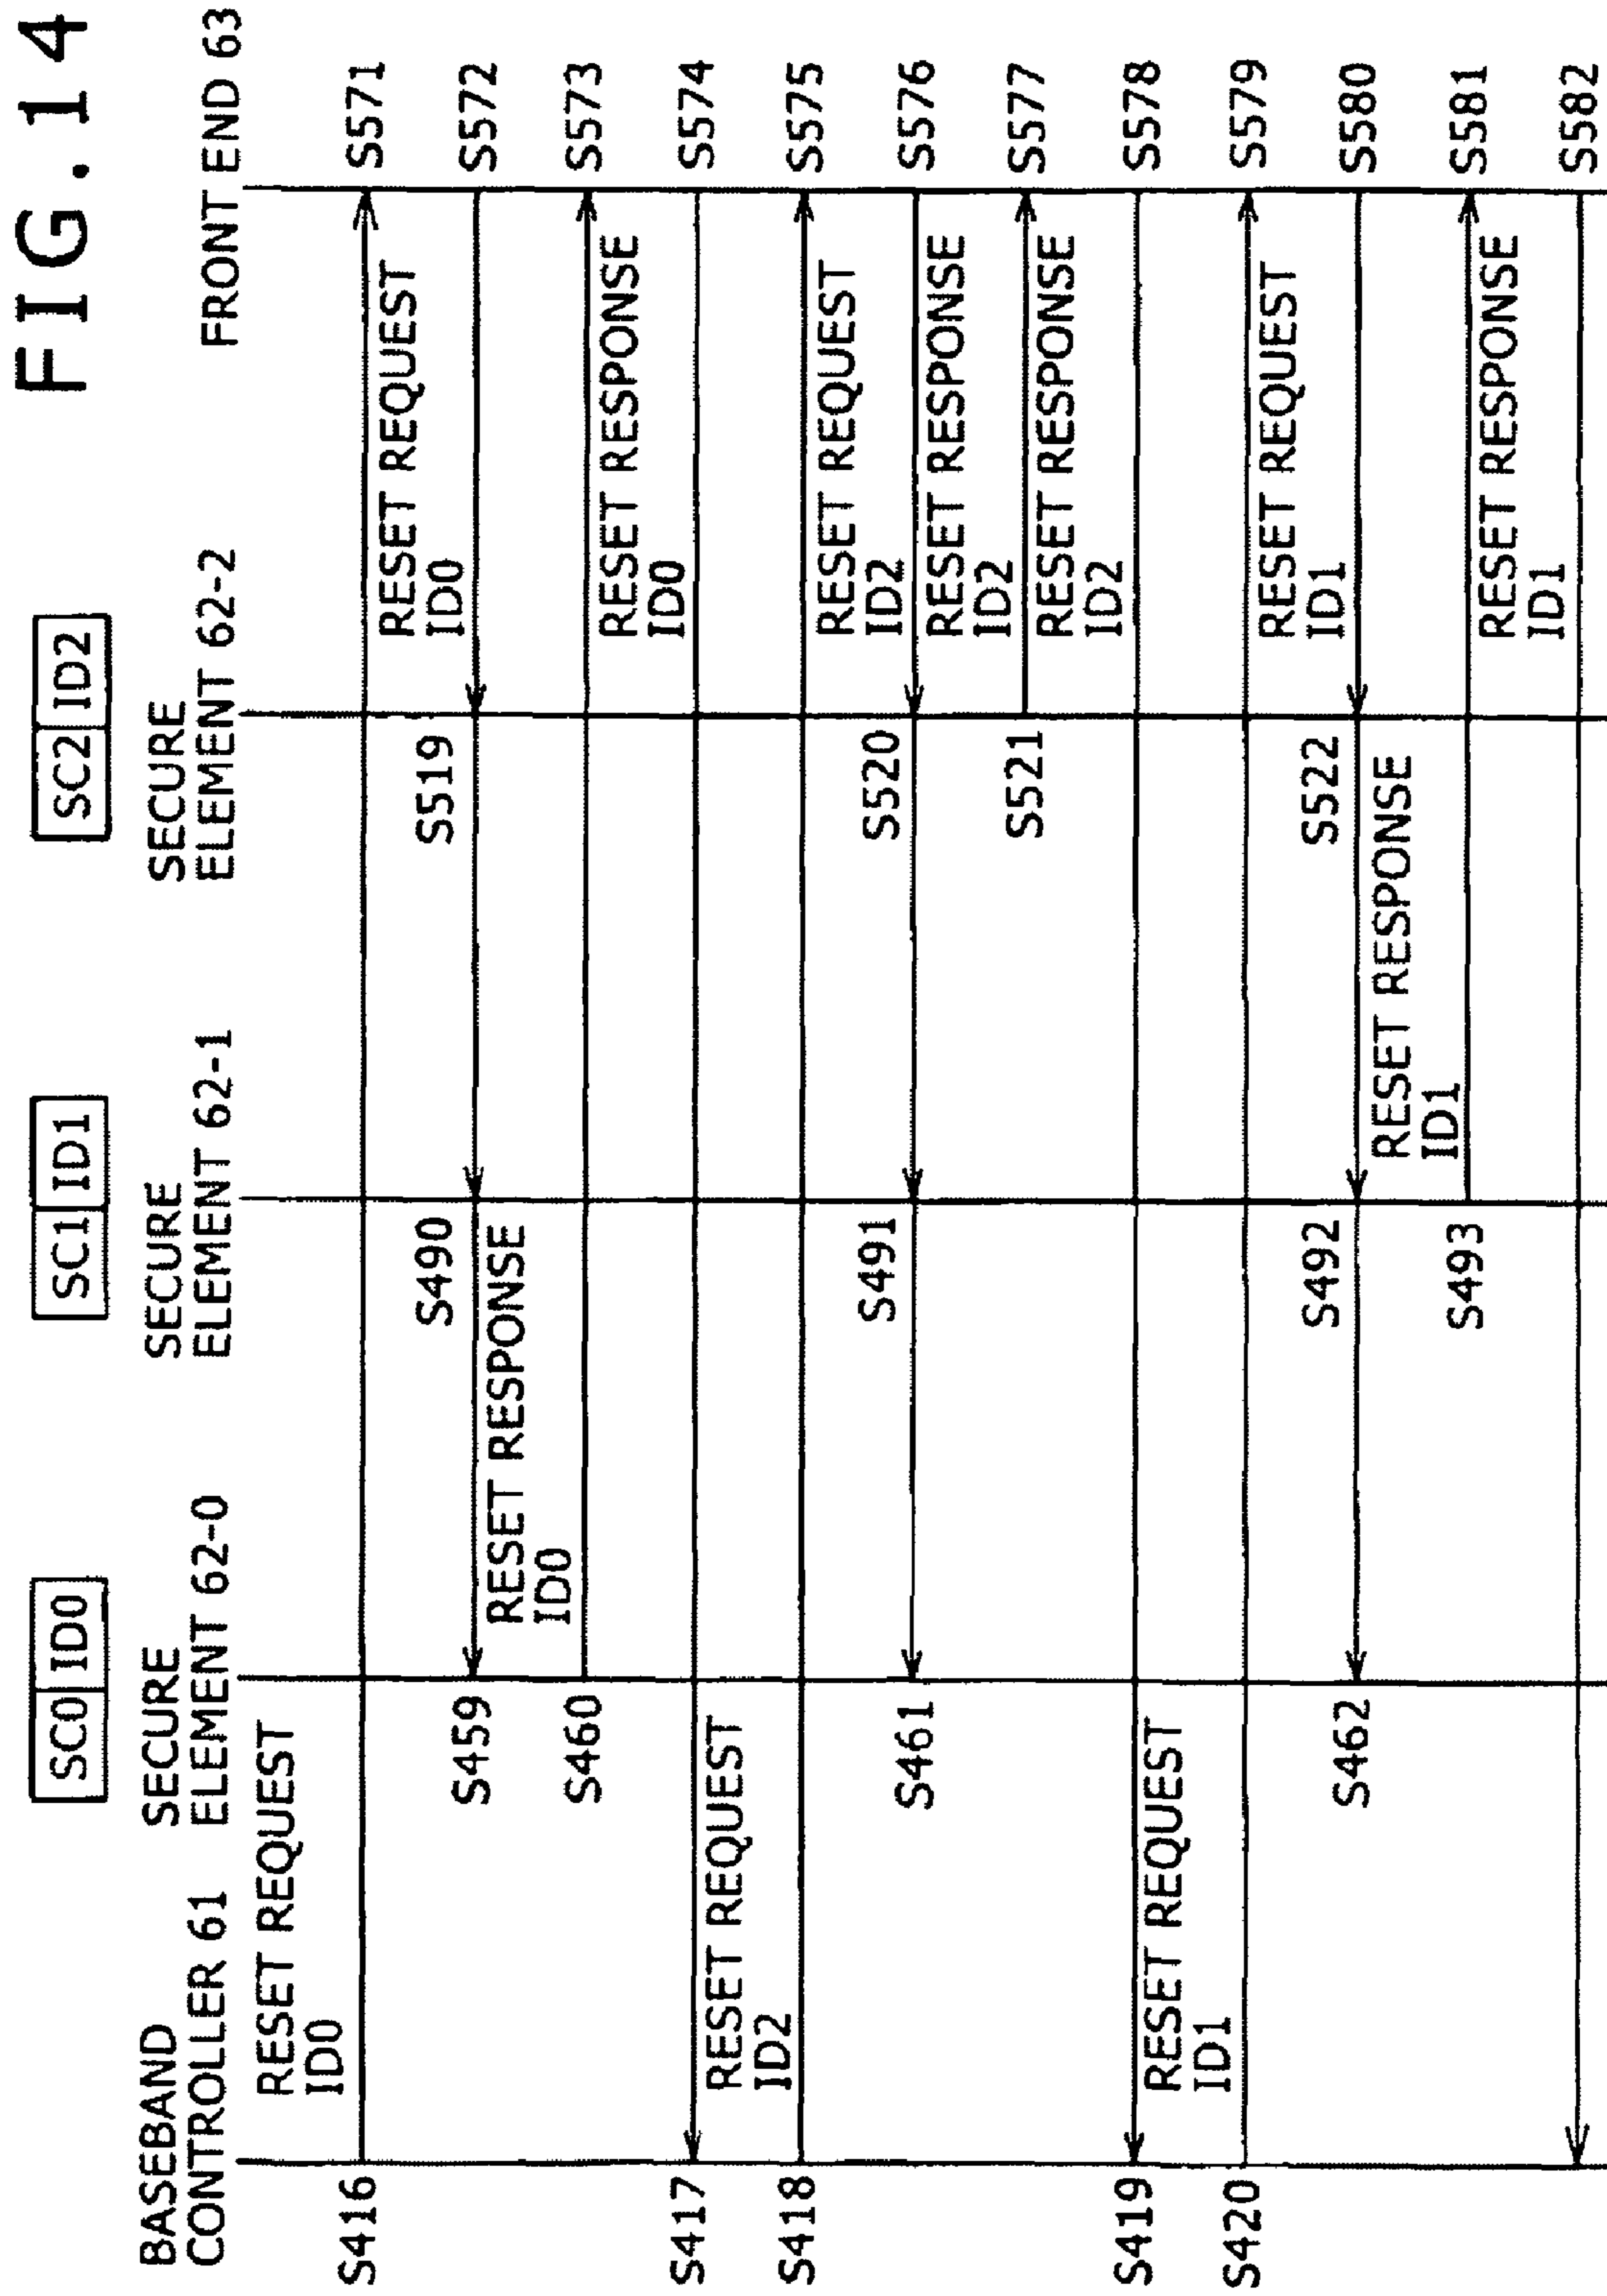 FIG.14
SC0 ID0
SC1 ID1
SC2 ID2
BASEBAND
CONTROLLER 61
SECURE
ELEMENT 62-0
SECURE
ELEMENT 62-1
SECURE
ELEMENT 62-2
FRONT END 63
RESET REQUEST
ID0
S416
S571
RESET REQUEST
ID0
S459
S490
S519
S572
RESET RESPONSE
ID0
S460
S573
RESET RESPONSE
ID0
S417
S574
RESET REQUEST
ID2
S418
S575
RESET REQUEST
ID2
S461
S491
S520
S576
RESET RESPONSE
ID2
S521
S577
RESET RESPONSE
ID2
S419
S578
RESET REQUEST
ID1
S420
S579
RESET REQUEST
ID1
S462
S492
S522
S580
RESET RESPONSE
ID1
S493
S581
RESET RESPONSE
ID1
S582